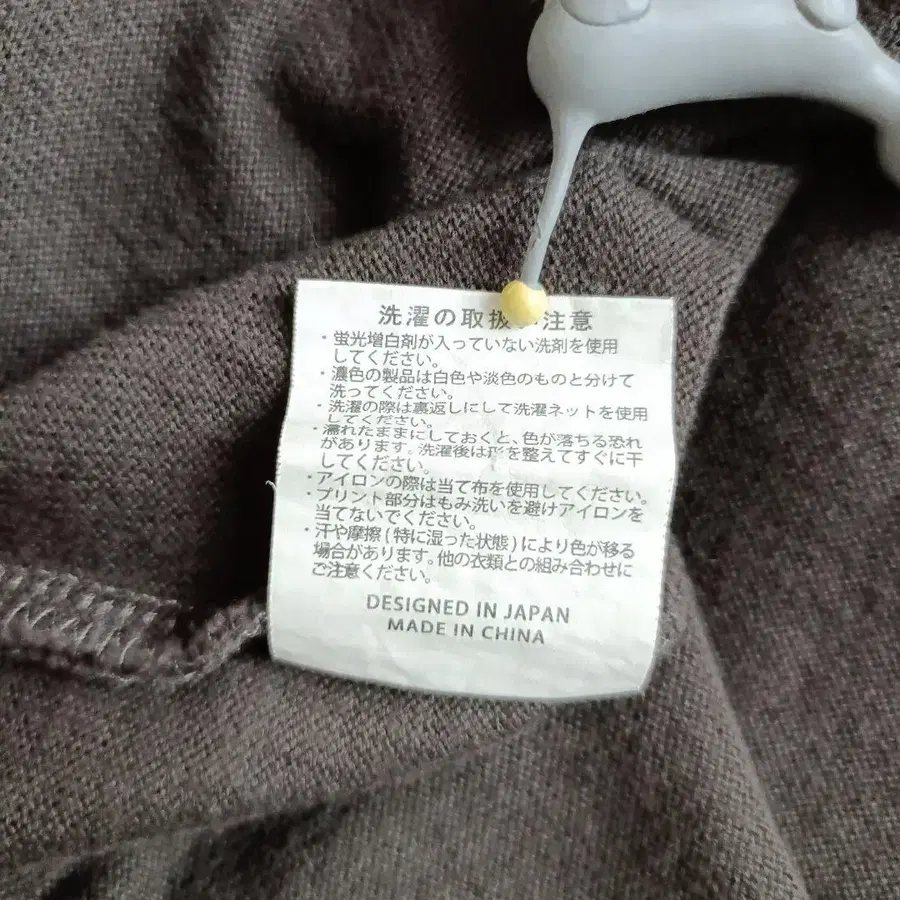 洗濯の取扱い注意
・蛍光増白剤が入っていない洗剤を使用
してください。
・濃色の製品は白色や淡色のものと分けて
洗ってください。
・洗濯の際は裏返しにして洗濯ネットを使用
してください。
・濡れたままにしておくと、色が落ちる恐れ
があります。洗濯後は形を整えてすぐに干
してください。
・アイロンの際は当て布を使用してください。
・プリント部分はもみ洗いを避けアイロンを
当てないでください。
・汗や摩擦(特に湿った状態)により色が移る
場合があります。他の衣類との組み合わせに
ご注意ください。
DESIGNED IN JAPAN
MADE IN CHINA